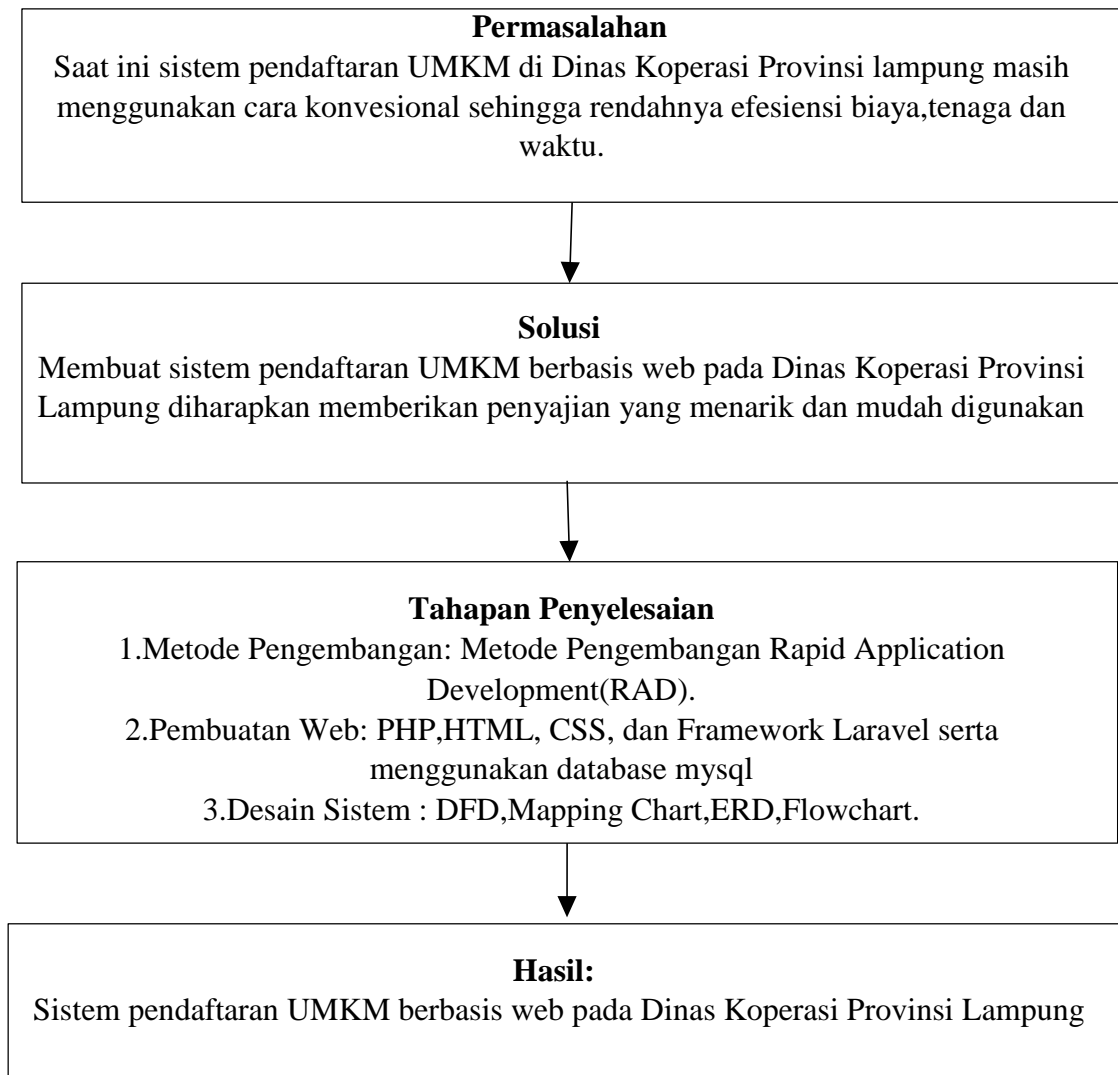 Permasalahan
Saat ini sistem pendaftaran UMKM di Dinas Koperasi Provinsi lampung masih
menggunakan cara konvesional sehingga rendahnya efesiensi biaya,tenaga dan
waktu.
Solusi
Membuat sistem pendaftaran UMKM berbasis web pada Dinas Koperasi Provinsi
Lampung diharapkan memberikan penyajian yang menarik dan mudah digunakan
Tahapan Penyelesaian
1.Metode Pengembangan: Metode Pengembangan Rapid Application
Development(RAD).
2.Pembuatan Web: PHP,HTML, CSS, dan Framework Laravel serta
menggunakan database mysql
3.Desain Sistem : DFD,Mapping Chart,ERD,Flowchart.
Hasil:
Sistem pendaftaran UMKM berbasis web pada Dinas Koperasi Provinsi Lampung